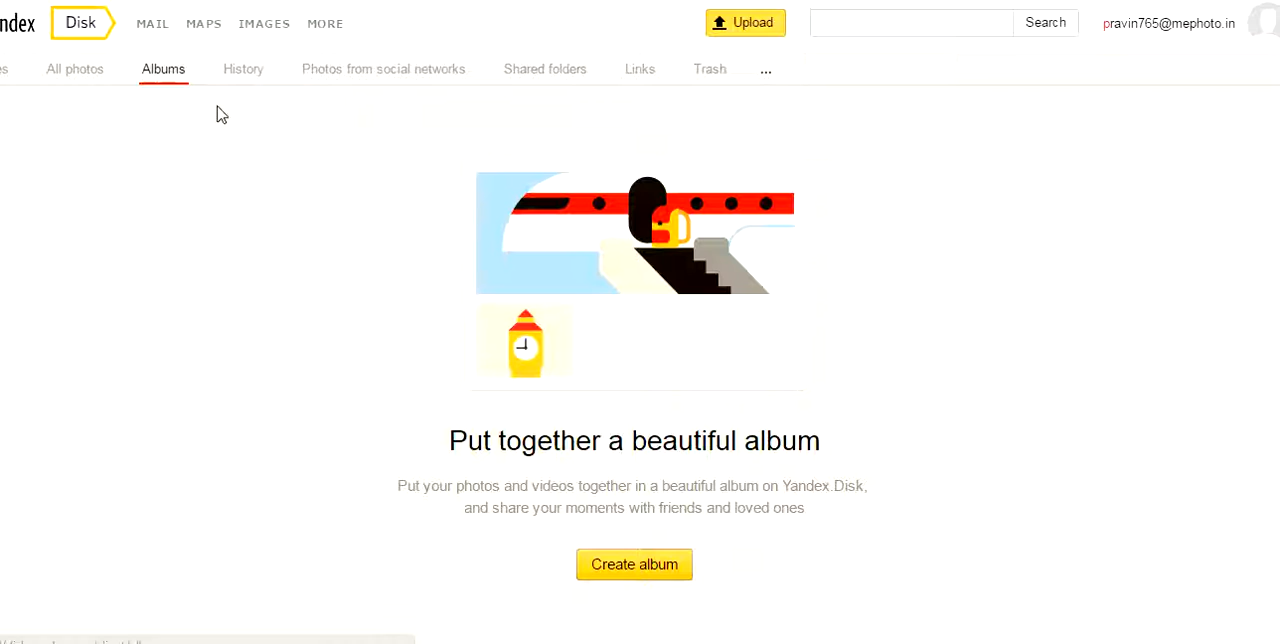 ndex Disk MAIL MAPS IMAGES MORE Upload Search pravin765@mephoto.in
es All photos Albums History Photos from social networks Shared folders Links Trash ...
Put together a beautiful album
Put your photos and videos together in a beautiful album on Yandex.Disk,
and share your moments with friends and loved ones
Create album